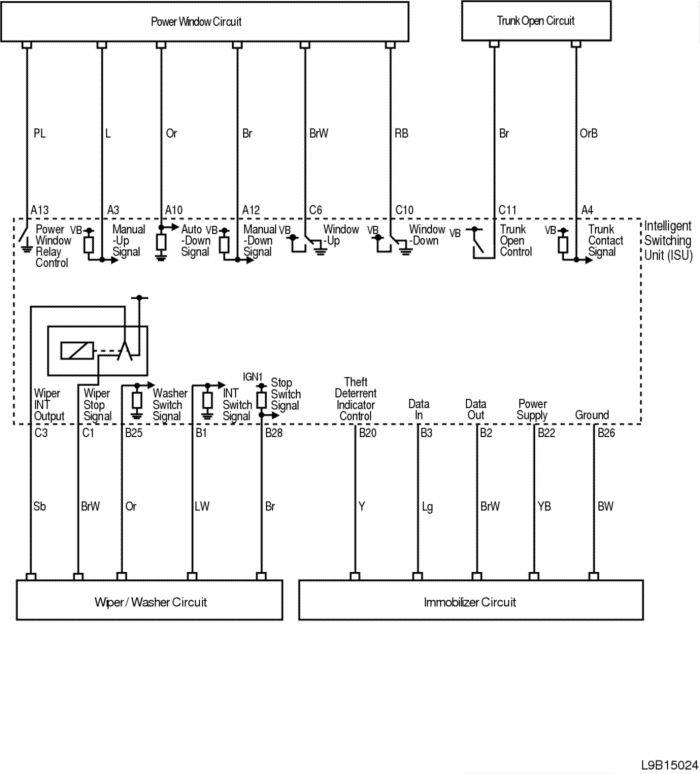 Power Window Circuit
Trunk Open Circuit
PL
L
Or
Br
BrW
RB
Br
OrB
A13
A3
A10
A12
C6
C10
C11
A4
Power
Window
Relay
Control
VB
Manual
-Up
Signal
Auto
-Down
Signal
VB
Manual
-Down
Signal
VB
Window
-Up
VB
Window
-Down
VB
Trunk
Open
Control
VB
Trunk
Contact
Signal
Intelligent
Switching
Unit (ISU)
Wiper
INT
Output
Wiper
Stop
Signal
Washer
Switch
Signal
INT
Switch
Signal
IGN1
Stop
Switch
Signal
Theft
Deterrent
Indicator
Control
Data
In
Data
Out
Power
Supply
Ground
C3
C1
B25
B1
B28
B20
B3
B2
B22
B26
Sb
BrW
Or
LW
Br
Y
Lg
BrW
YB
BW
Wiper / Washer Circuit
Immobilizer Circuit
L9B15024